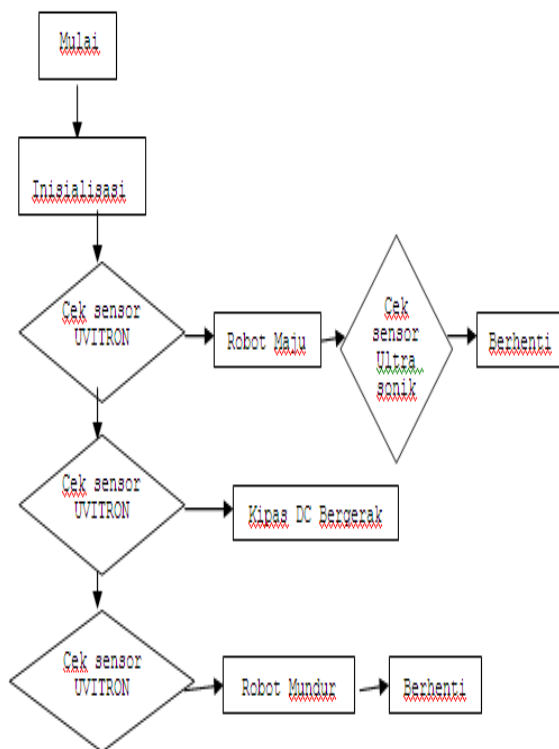 Mulai
Inisialisasi
Cek sensor
UVITRON
Robot Maju
Cek
sensor
Ultra
sonik
Berhenti
Cek sensor
UVITRON
Kipas DC Bergerak
Cek sensor
UVITRON
Robot Mundur
Berhenti